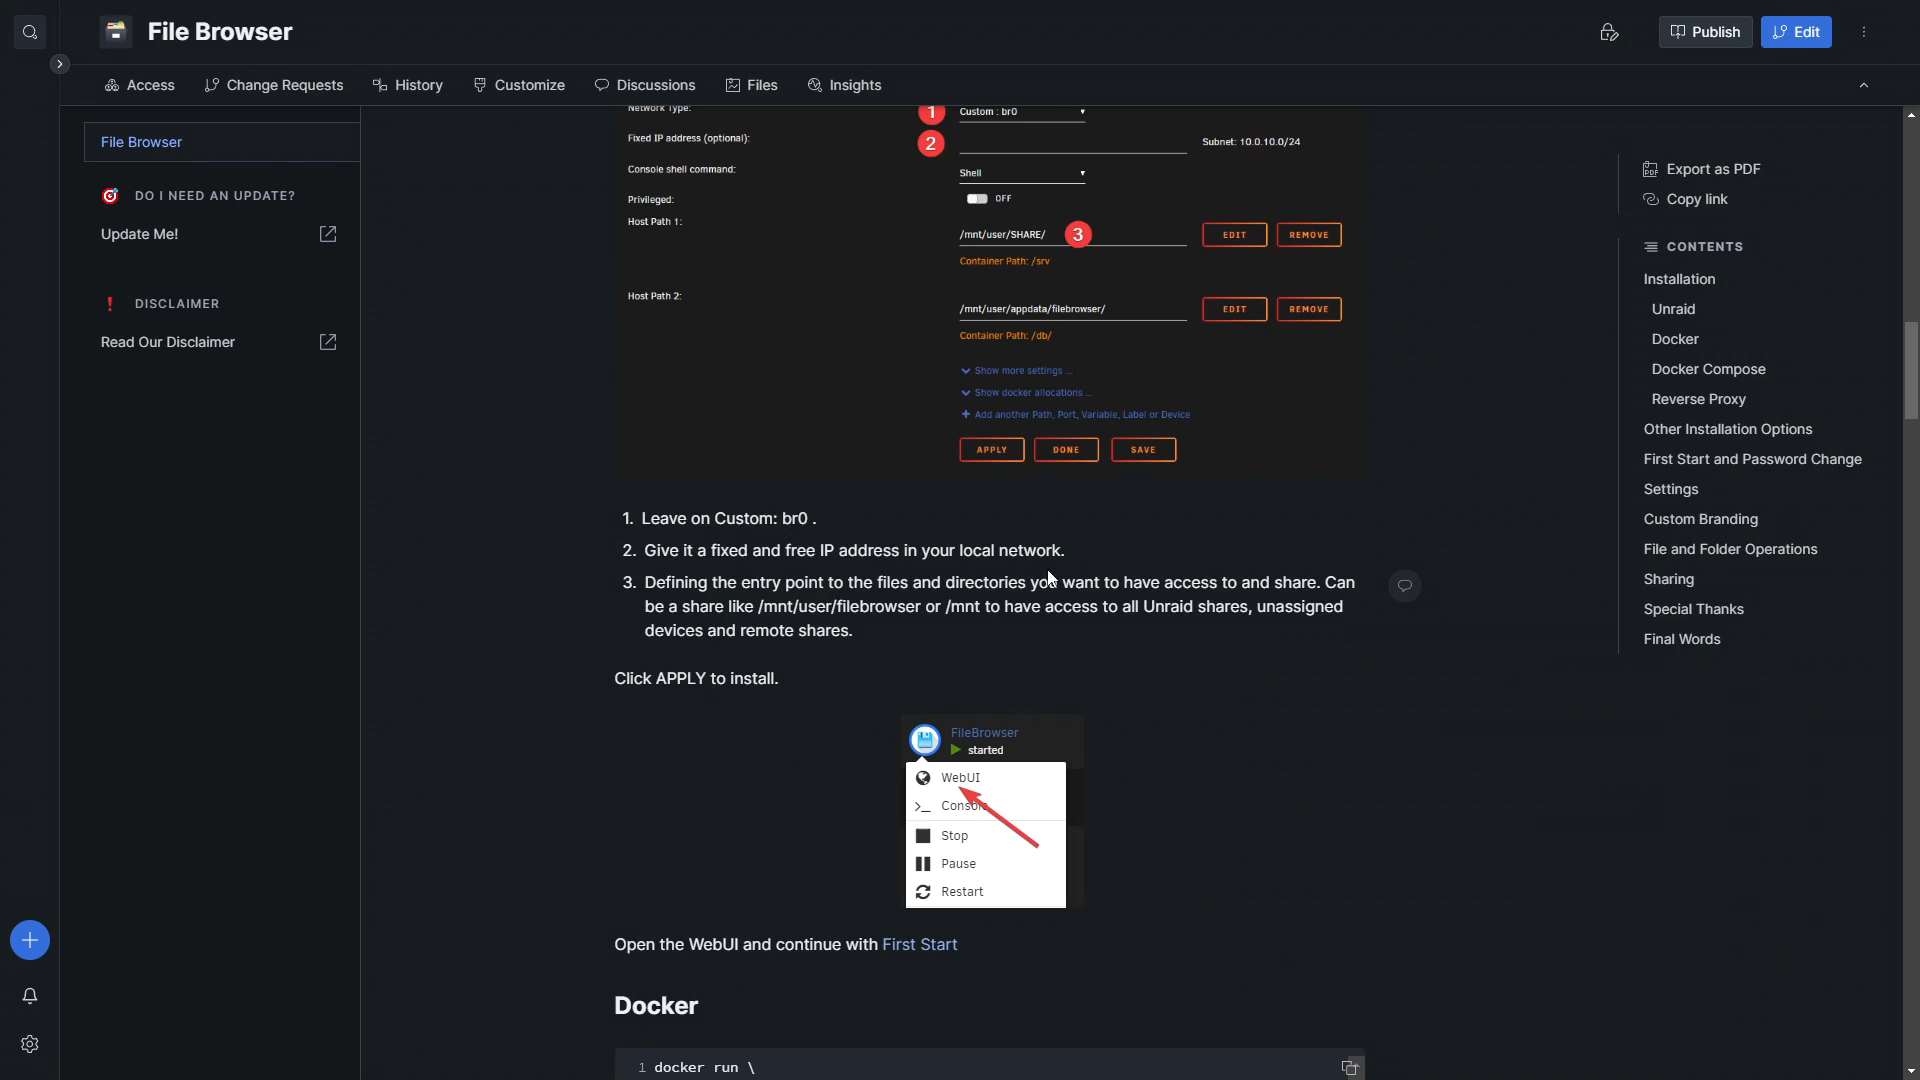 File Browser
Publish
Edit
Access
Change Requests
History
Customize
Discussions
Files
Insights
File Browser
DO I NEED AN UPDATE?
Update Me!
DISCLAIMER
Read Our Disclaimer
Network Type:
1
Custom : br0
Fixed IP address (optional):
2
Subnet: 10.0.10.0/24
Console shell command:
Shell
Privileged:
OFF
Host Path 1:
/mnt/user/SHARE/
3
EDIT
REMOVE
Container Path: /srv
Host Path 2:
/mnt/user/appdata/filebrowser/
EDIT
REMOVE
Container Path: /db/
Show more settings ...
Show docker allocations ...
Add another Path, Port, Variable, Label or Device
APPLY
DONE
SAVE
1. Leave on Custom: br0 .
2. Give it a fixed and free IP address in your local network.
3. Defining the entry point to the files and directories you want to have access to and share. Can
be a share like /mnt/user/filebrowser or /mnt to have access to all Unraid shares, unassigned
devices and remote shares.
Click APPLY to install.
FileBrowser
started
WebUI
Console
Stop
Pause
Restart
Open the WebUI and continue with First Start
Docker
1 docker run \
Export as PDF
Copy link
CONTENTS
Installation
Unraid
Docker
Docker Compose
Reverse Proxy
Other Installation Options
First Start and Password Change
Settings
Custom Branding
File and Folder Operations
Sharing
Special Thanks
Final Words